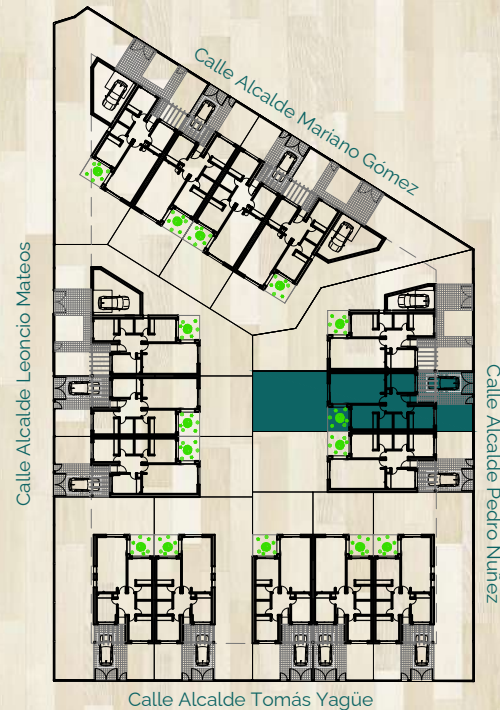 Calle Alcalde Mariano Gómez
Calle Alcalde Leoncio Mateos
Calle Alcalde Pedro Nuñez
Calle Alcalde Tomás Yagüe